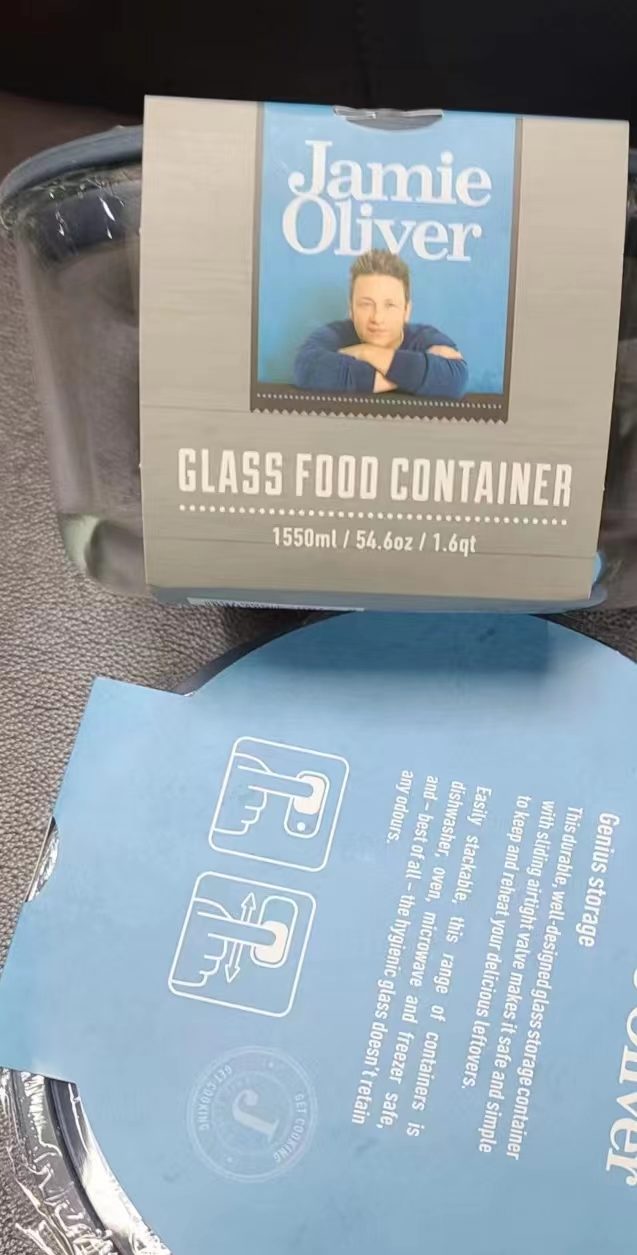 Jamie
Oliver
GLASS FOOD CONTAINER
1550ml / 54.6oz / 1.6qt
Genius storage
This durable, well-designed glass storage container
with sliding airtight valve makes it safe and simple
to keep and reheat your delicious leftovers.
Easily stackable, this range of containers is
dishwasher, oven, microwave and freezer safe,
and - best of all - the hygienic glass doesn't retain
any odours.
GET COOKING
J
GET COOKING